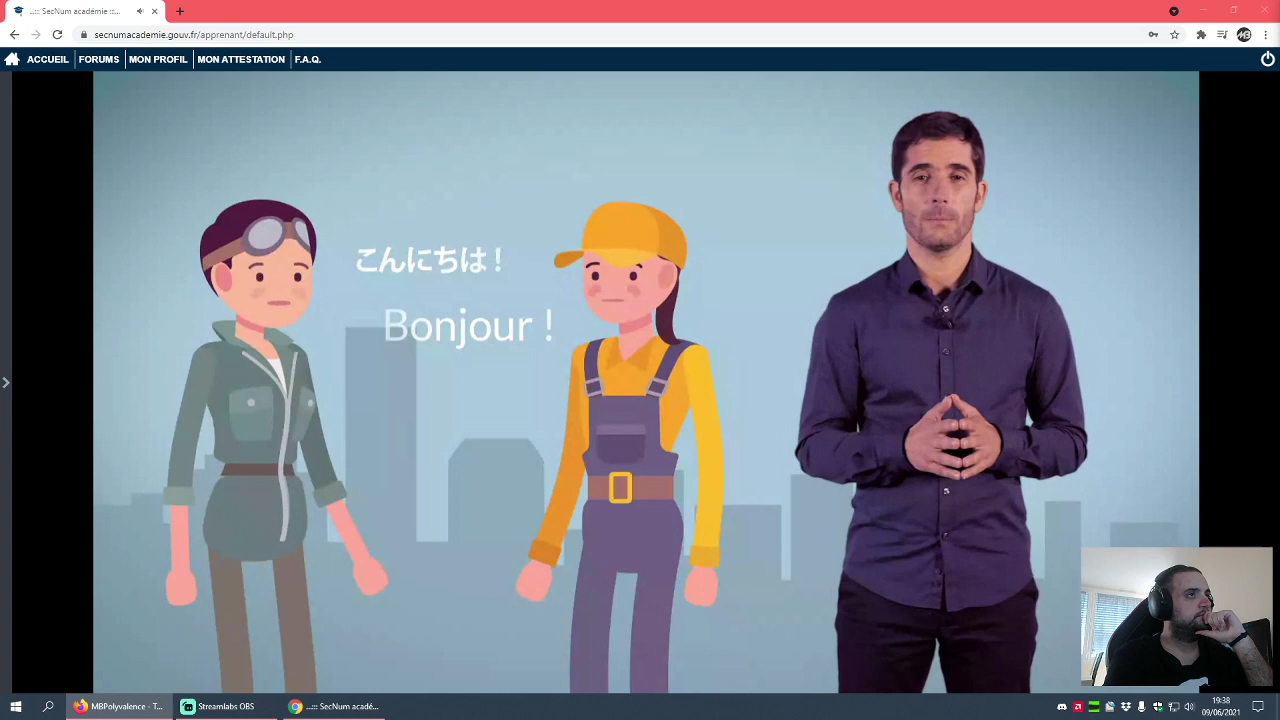 ..:: SecNum académie ::..
secnumacademie.gouv.fr/apprenant/default.php
ACCUEIL FORUMS MON PROFIL MON ATTESTATION F.A.Q.
こんにちは !
Bonjour !
MBPolyvalence - T...
Streamlabs OBS
..:: SecNum acadé...
19:38
09/06/2021